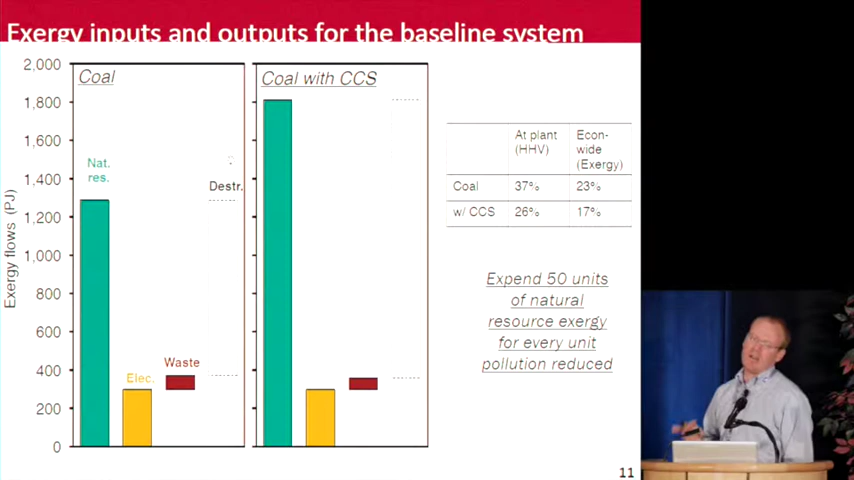 Exergy inputs and outputs for the baseline system
Exergy flows (PJ)
2,000
1,800
1,600
1,400
1,200
1,000
800
600
400
200
0
Coal
Nat.
res.
Destr.
Waste
Elec.
Coal with CCS
At plant
(HHV)
Econ-
wide
(Exergy)
Coal 37% 23%
w/ CCS 26% 17%
Expend 50 units
of natural
resource exergy
for every unit
pollution reduced
11